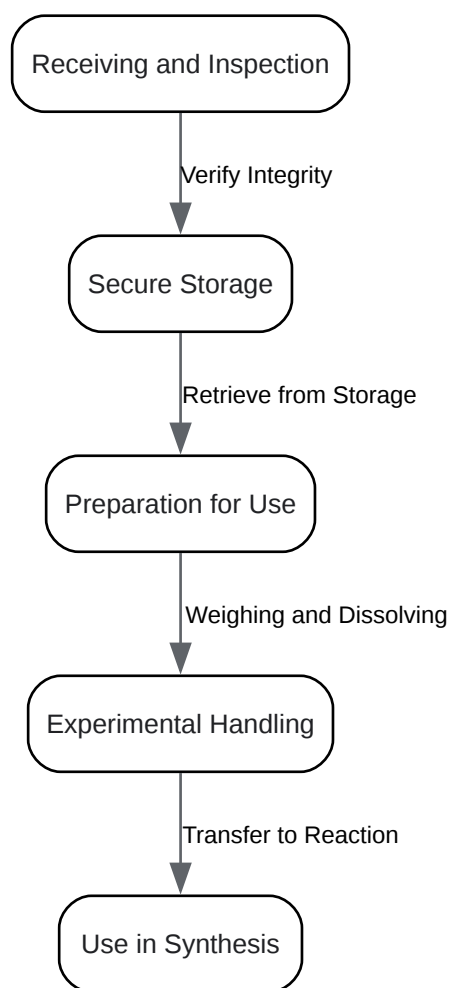 Receiving and Inspection
Verify Integrity
Secure Storage
Retrieve from Storage
Preparation for Use
Weighing and Dissolving
Experimental Handling
Transfer to Reaction
Use in Synthesis